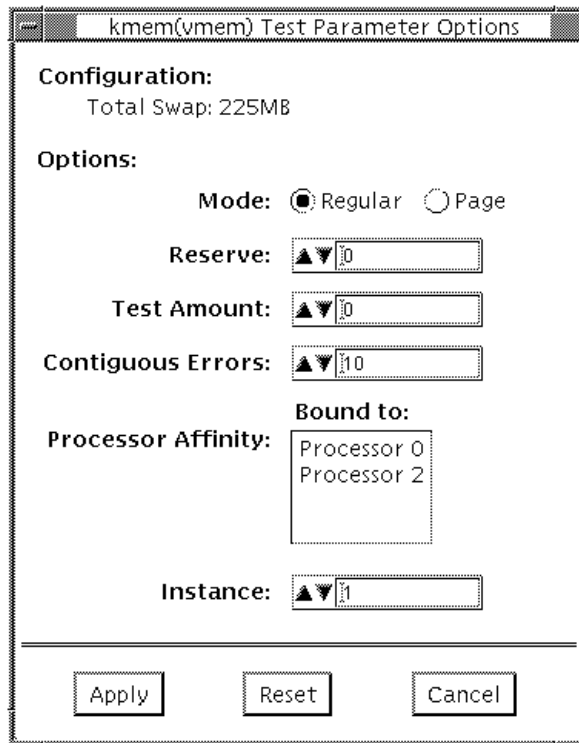 kmem(vmem) Test Parameter Options
Configuration:
Total Swap: 225MB
Options:
Mode: Regular Page
Reserve: 0
Test Amount: 0
Contiguous Errors: 10
Bound to:
Processor Affinity:
Processor 0
Processor 2
Instance: 1
Apply Reset Cancel